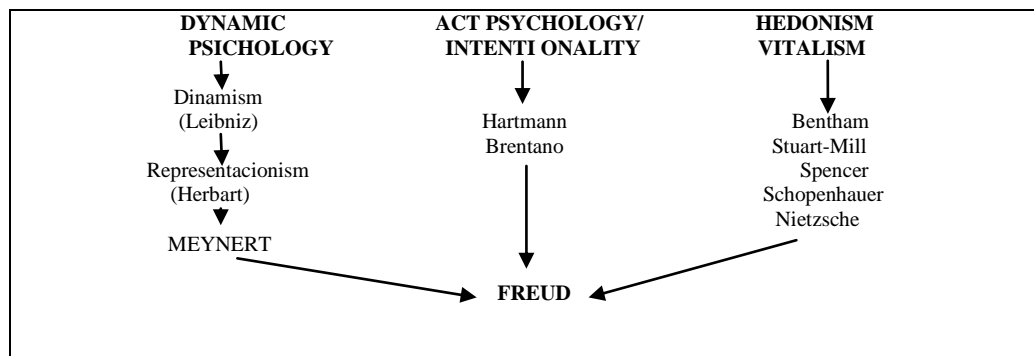 DYNAMIC
PSICHOLOGY
Dinamism
(Leibniz)
Representacionism
(Herbart)
MEYNERT
ACT PSYCHOLOGY/
INTENTI ONALITY
Hartmann
Brentano
HEDONISM
VITALISM
Bentham
Stuart-Mill
Spencer
Schopenhauer
Nietzsche
FREUD